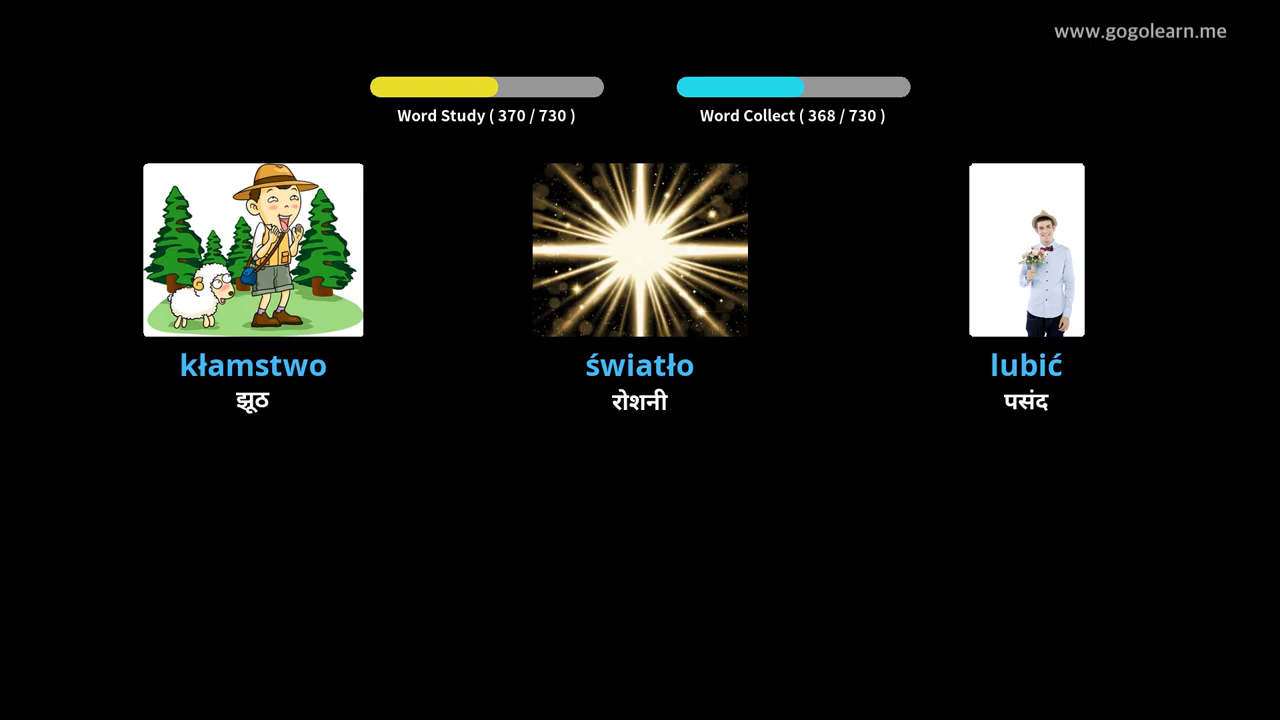 www.gogolearn.me
Word Study ( 370 / 730 )
Word Collect ( 368 / 730 )
kłamstwo
झूठ
światło
रोशनी
lubić
पसंद